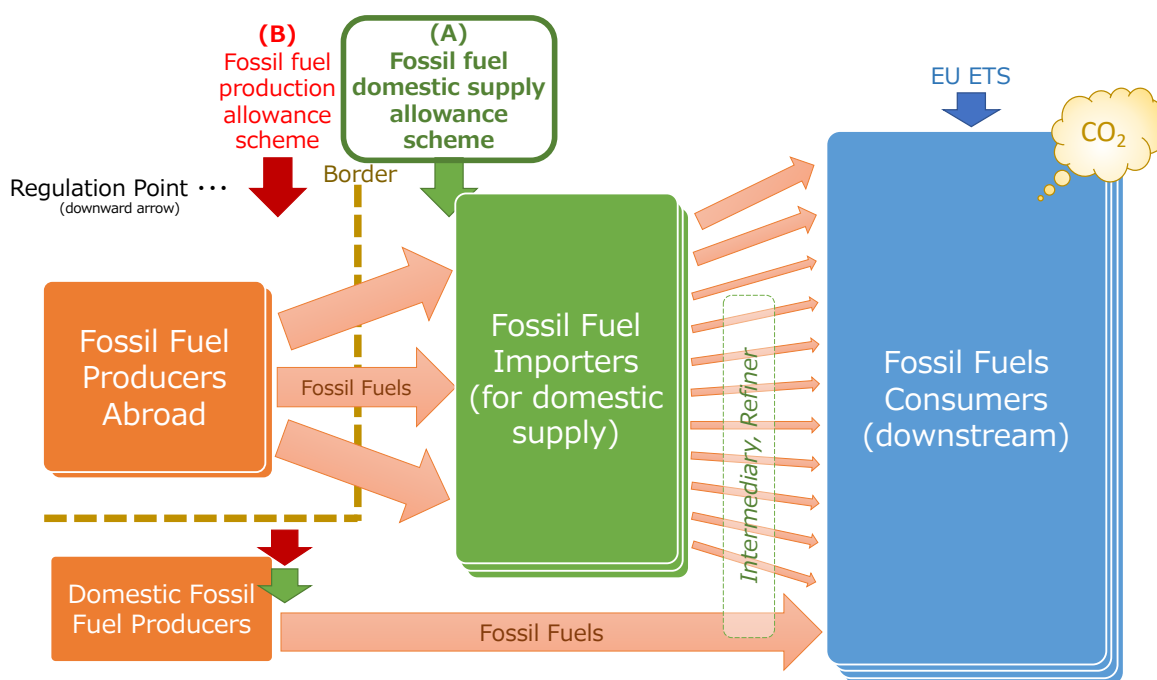 (B)
Fossil fuel
production
allowance
scheme
(A)
Fossil fuel
domestic supply
allowance
scheme
EU ETS
CO₂
Regulation Point ・・・
(downward arrow)
Border
Fossil Fuel
Producers
Abroad
Fossil Fuels
Fossil Fuel
Importers
(for domestic
supply)
Intermediary, Refiner
Fossil Fuels
Consumers
(downstream)
Domestic Fossil
Fuel Producers
Fossil Fuels